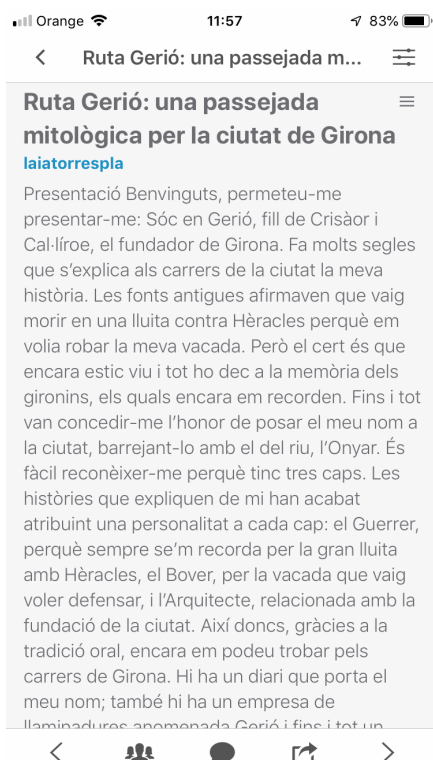 Orange 11:57 83%
Ruta Gerió: una passejada m...
Ruta Gerió: una passejada
mitològica per la ciutat de Girona
laiatorrespla
Presentació Benvinguts, permeteu-me
presentar-me: Sóc en Gerió, fill de Crisàor i
Cal·líroe, el fundador de Girona. Fa molts segles
que s’explica als carrers de la ciutat la meva
història. Les fonts antigues afirmaven que vaig
morir en una lluita contra Hèracles perquè em
volia robar la meva vacada. Però el cert és que
encara estic viu i tot ho dec a la memòria dels
gironins, els quals encara em recorden. Fins i tot
van concedir-me l’honor de posar el meu nom a
la ciutat, barrejant-lo amb el del riu, l’Onyar. És
fàcil reconèixer-me perquè tinc tres caps. Les
històries que expliquen de mi han acabat
atribuint una personalitat a cada cap: el Guerrer,
perquè sempre se’m recorda per la gran lluita
amb Hèracles, el Bover, per la vacada que vaig
voler defensar, i l’Arquitecte, relacionada amb la
fundació de la ciutat. Així doncs, gràcies a la
tradició oral, encara em podeu trobar pels
carrers de Girona. Hi ha un diari que porta el
meu nom; també hi ha un empresa de
llaminadures anomenada Gerió i fins i tot un